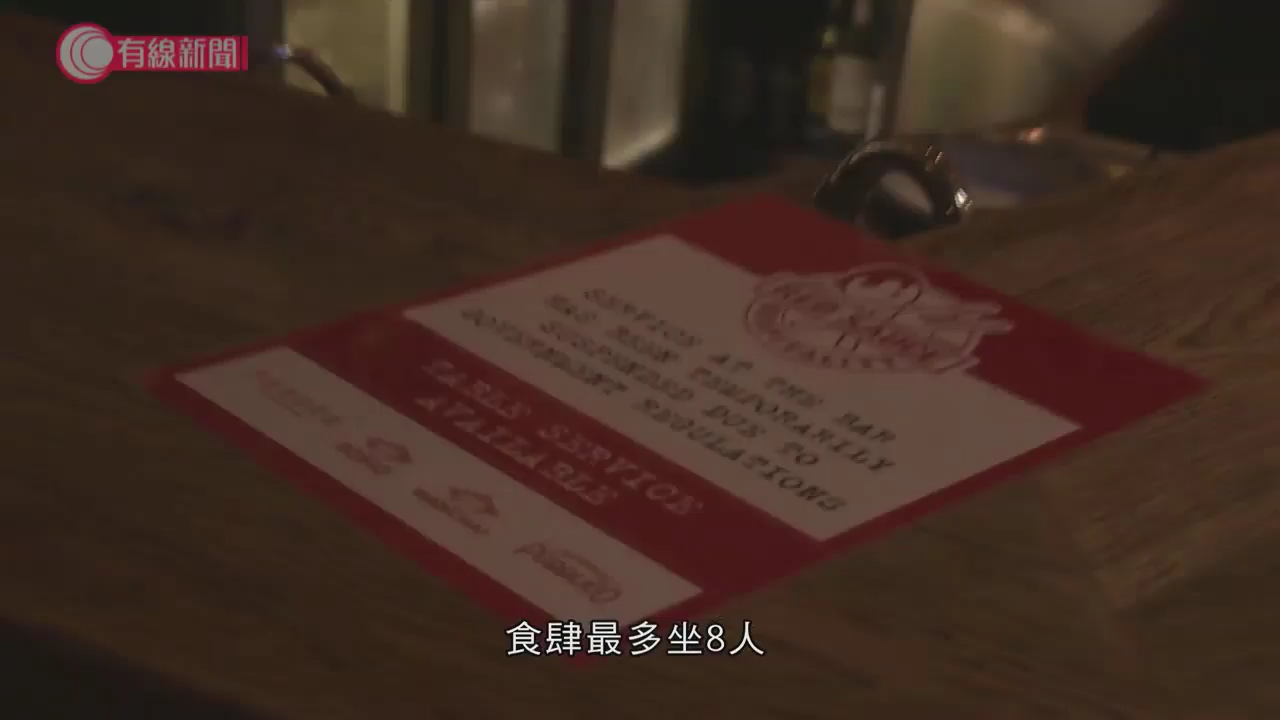 有線新聞
SERVICE AT THE BAR
HAS BEEN TEMPORARILY
SUSPENDED DUE TO
GOVERNMENT REGULATIONS
TABLE SERVICE
AVAILABLE
食肆最多坐8人